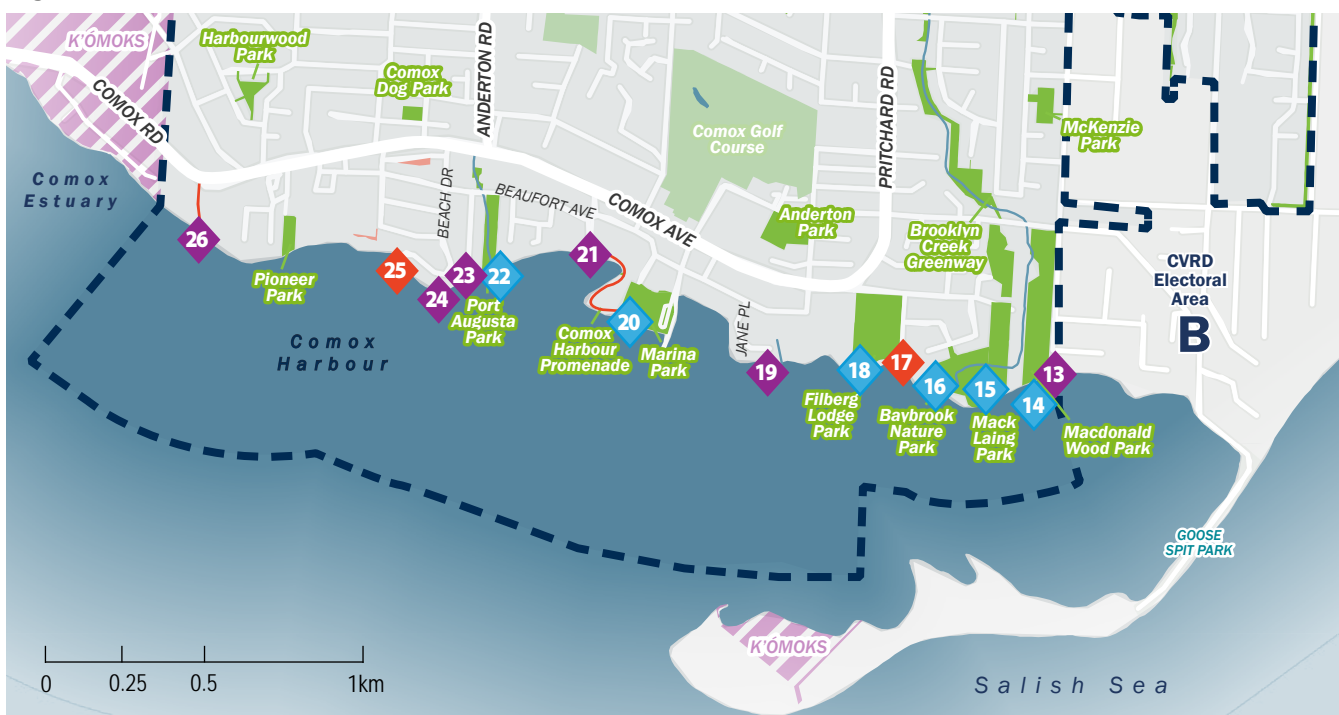 K'ÓMOKS
Harbourwood
Park
Comox
Dog Park
ANDERTON RD
COMOX RD
Comox Golf
Course
PRITCHARD RD
McKenzie
Park
Comox
Estuary
BEACH DR
BEAUFORT AVE
COMOX AVE
Anderton
Park
Brooklyn
Creek
Greenway
CVRD
Electoral
Area
B
26
Pioneer
Park
25
24
23
22
Port
Augusta
Park
21
20
Comox
Harbour
Promenade
Marina
Park
JANE PL
19
18
Filberg
Lodge
Park
17
16
Baybrook
Nature
Park
15
Mack
Laing
Park
14
13
Macdonald
Wood Park
Comox
Harbour
GOOSE
SPIT PARK
K'ÓMOKS
Salish Sea
0
0.25
0.5
1km